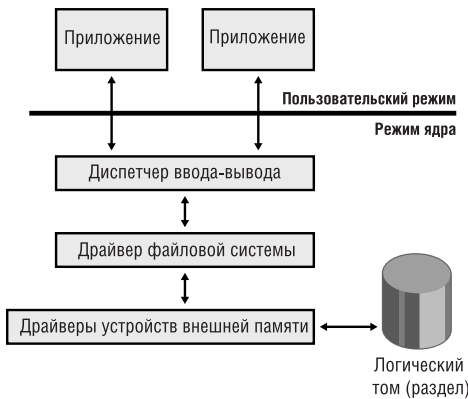 Приложение
Приложение
Пользовательский режим
Режим ядра
Диспетчер ввода-вывода
Драйвер файловой системы
Драйверы устройств внешней памяти
Логический
том (раздел)